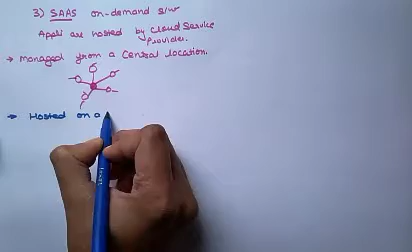 3) SAAS on-demand s/w
Appli are hosted by Cloud Service
Provider.
→ Managed from a Central location.
→ Hosted on a